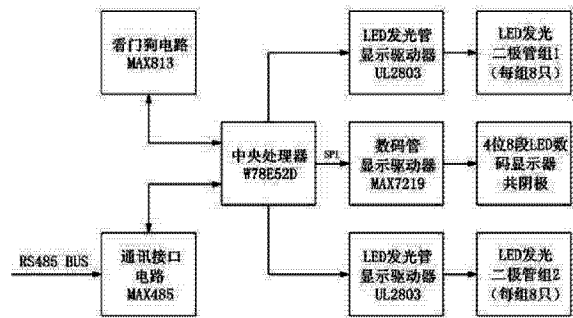 看门狗电路
MAX813
LED发光管
显示驱动器
UL2803
LED发光
二极管组1
(每组8只)
中央处理器
W78E52D
SPI
数码管
显示驱动器
MAX7219
4位8段LED数
码显示器
共阴极
RS485 BUS
通讯接口
电路
MAX485
LED发光管
显示驱动器
UL2803
LED发光
二极管组2
(每组8只)